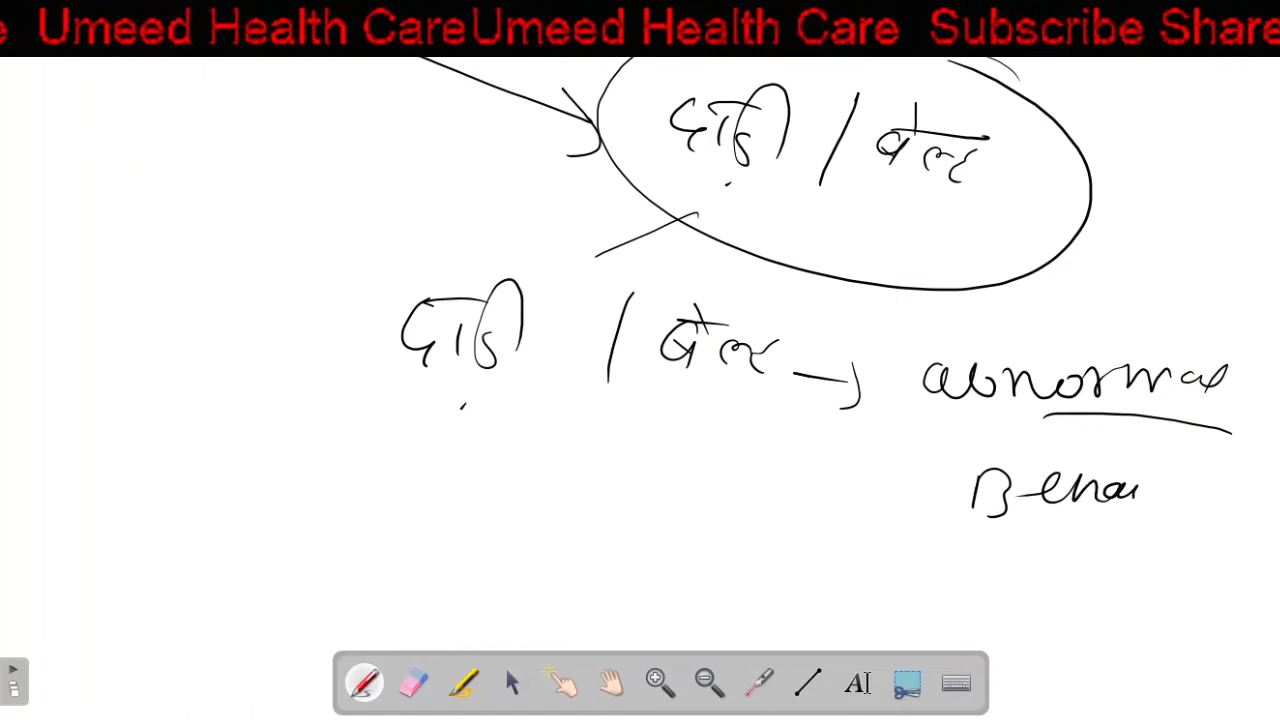 e Umeed Health CareUmeed Health Care Subscribe Share
दाढ़ी /
दाढ़ी / → abnormal
Behav